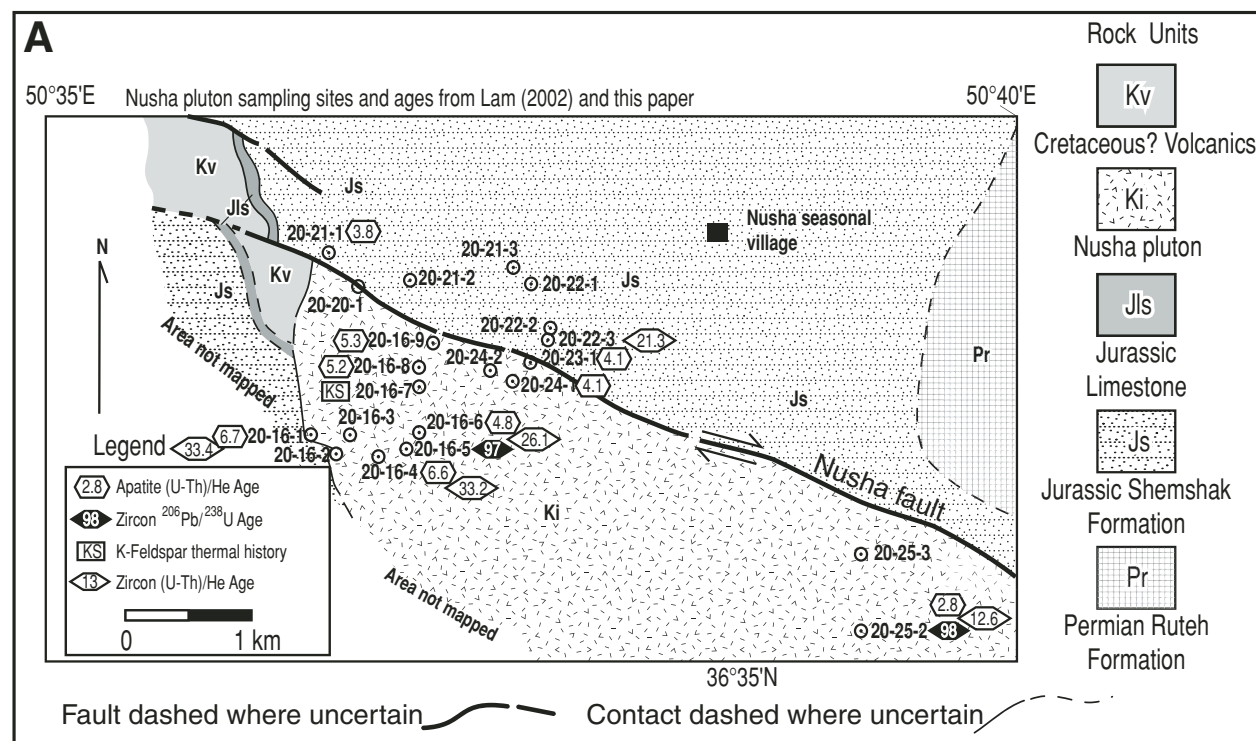 A
Nusha pluton sampling sites and ages from Lam (2002) and this paper
50°35'E
50°40'E
Kv
Js
Jls
20-21-1
3.8
Nusha seasonal
village
N
20-21-3
20-21-2
20-22-1
Js
Kv
Js
20-20-1
Area not mapped
20-22-2
5.3
20-16-9
20-22-3
21.3
20-24-2
20-23-1
4.1
Pr
5.2
20-16-8
KS
20-16-7
20-24-1
4.1
Js
20-16-3
20-16-6
4.8
33.4
6.7
20-16-1
20-16-5
97
26.1
20-16-2
20-16-4
6.6
33.2
Nusha fault
Ki
20-25-3
Area not mapped
2.8
12.6
20-25-2
98
36°35'N
Legend
2.8 Apatite (U-Th)/He Age
98 Zircon 206Pb/238U Age
KS K-Feldspar thermal history
13 Zircon (U-Th)/He Age
0 1 km
Fault dashed where uncertain
Contact dashed where uncertain
Rock Units
Kv
Cretaceous? Volcanics
Ki
Nusha pluton
Jls
Jurassic
Limestone
Js
Jurassic Shemshak
Formation
Pr
Permian Ruteh
Formation